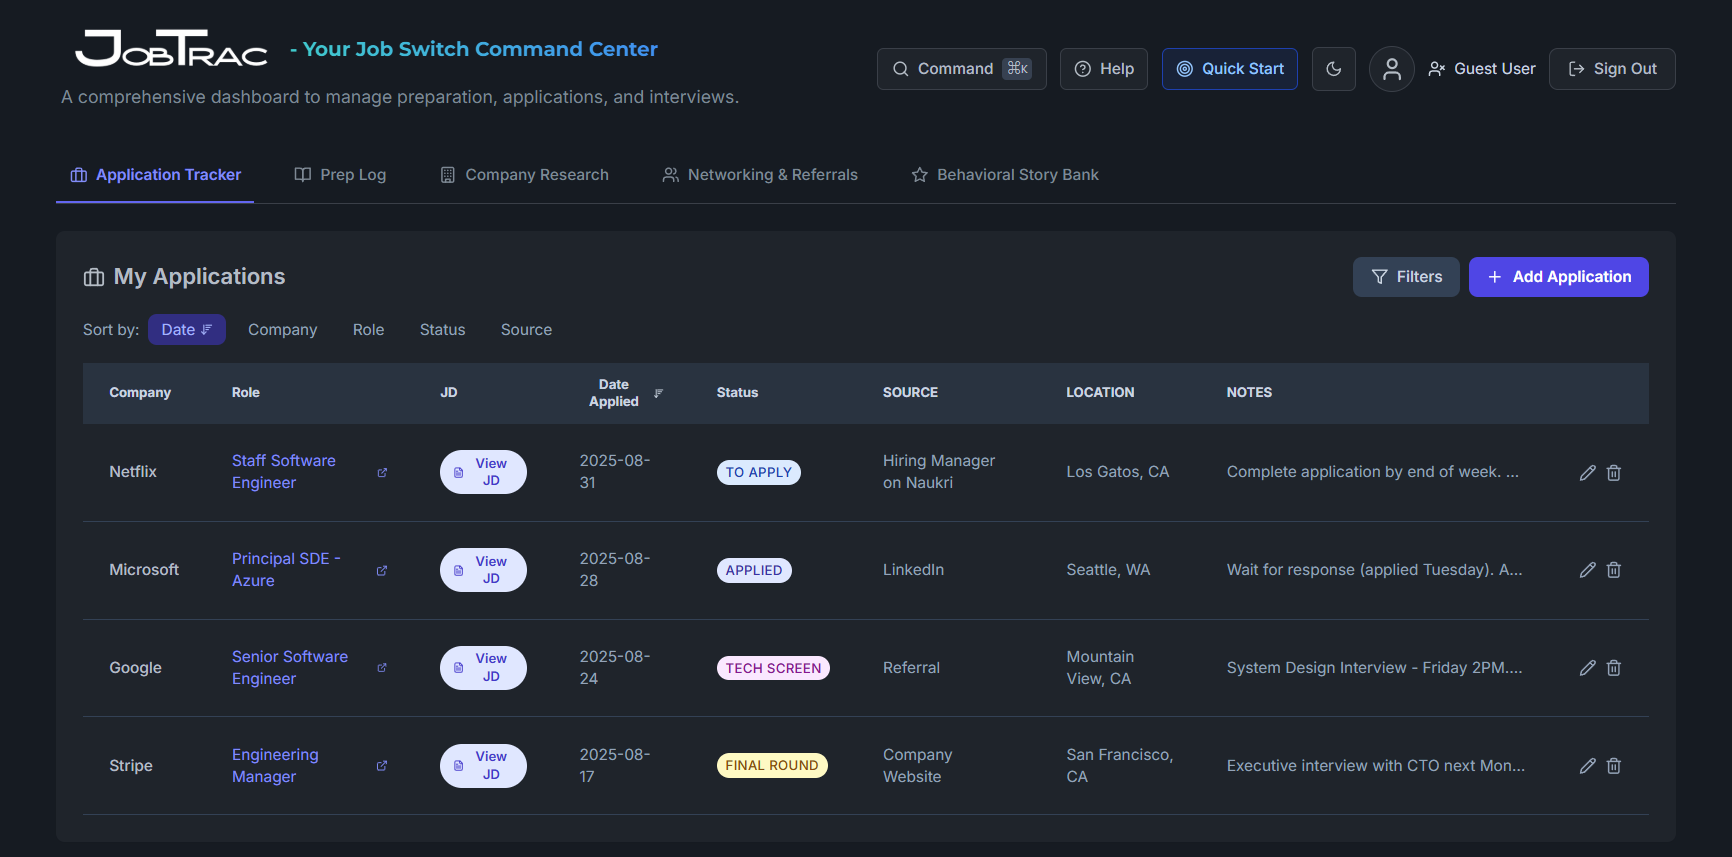 JobTrac - Your Job Switch Command Center
A comprehensive dashboard to manage preparation, applications, and interviews.
Command ⌘K
Help
Quick Start
Guest User
Sign Out
Application Tracker
Prep Log
Company Research
Networking & Referrals
Behavioral Story Bank
My Applications
Filters
Add Application
Sort by:
Date
Company
Role
Status
Source
Company
Role
JD
Date
Applied
Status
SOURCE
LOCATION
NOTES
Netflix
Staff Software
Engineer
View
JD
2025-08-
31
TO APPLY
Hiring Manager
on Naukri
Los Gatos, CA
Complete application by end of week. ...
Microsoft
Principal SDE -
Azure
View
JD
2025-08-
28
APPLIED
LinkedIn
Seattle, WA
Wait for response (applied Tuesday). A...
Google
Senior Software
Engineer
View
JD
2025-08-
24
TECH SCREEN
Referral
Mountain
View, CA
System Design Interview - Friday 2PM....
Stripe
Engineering
Manager
View
JD
2025-08-
17
FINAL ROUND
Company
Website
San Francisco,
CA
Executive interview with CTO next Mon...